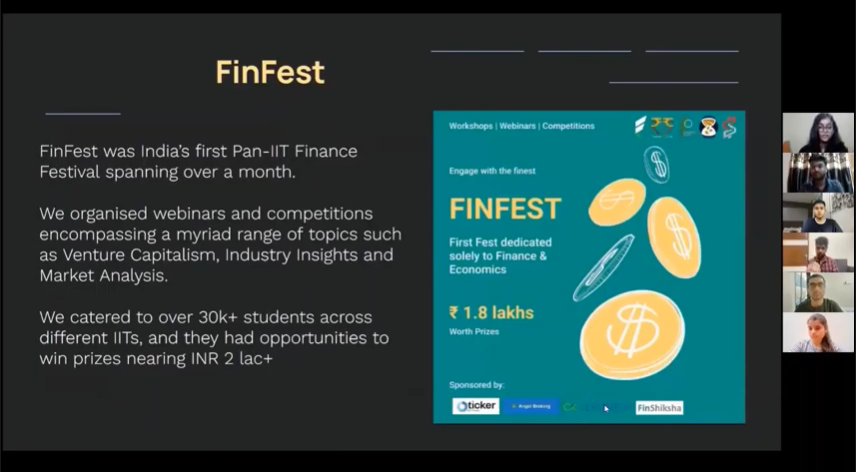 FinFest
FinFest was India's first Pan-IIT Finance
Festival spanning over a month.
We organised webinars and competitions
encompassing a myriad range of topics such
as Venture Capitalism, Industry Insights and
Market Analysis.
We catered to over 30k+ students across
different IITs, and they had opportunities to
win prizes nearing INR 2 lac+
Workshops | Webinars | Competitions
Engage with the finest
FINFEST
First Fest dedicated
solely to Finance &
Economics
₹ 1.8 lakhs
Worth Prizes
Sponsored by:
ticker
Angel Broking
FinShiksha